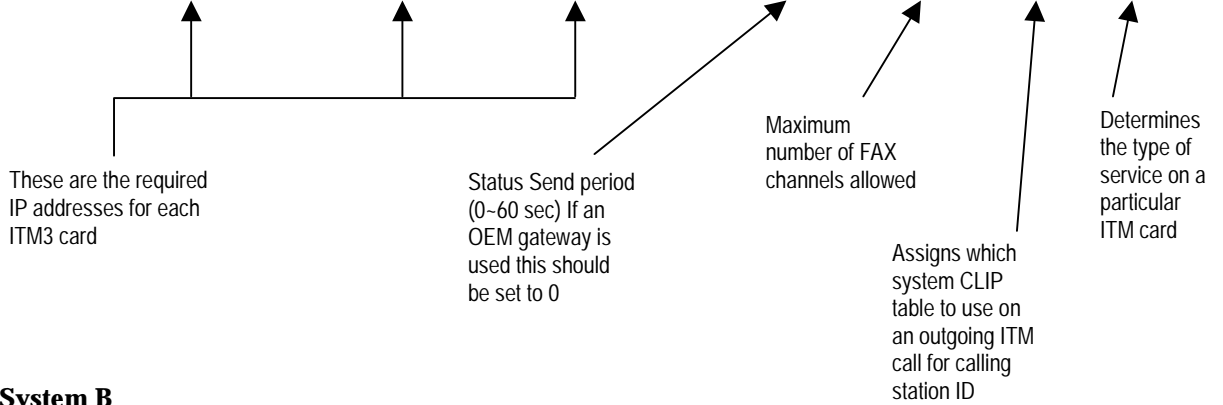 These are the required
IP addresses for each
ITM3 card
Status Send period
(0~60 sec) If an
OEM gateway is
used this should
be set to 0
Maximum
number of FAX
channels allowed
Assigns which
system CLIP
table to use on
an outgoing ITM
call for calling
station ID
Determines
the type of
service on a
particular
ITM card
System B